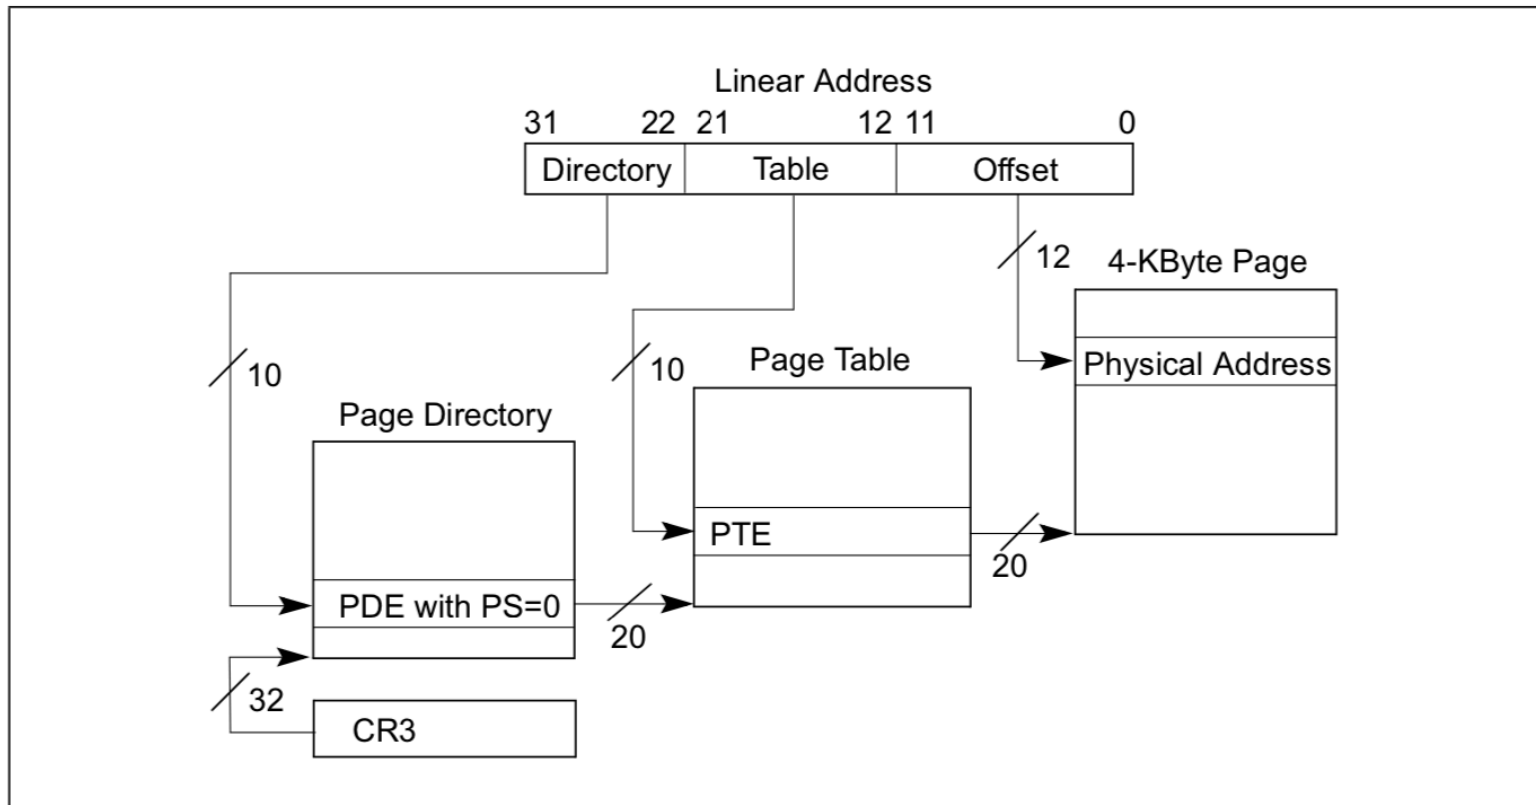 Linear Address
31 22 21 12 11 0
Directory Table Offset
12
4-KByte Page
Physical Address
10
10
Page Table
Page Directory
PTE
20
PDE with PS=0
20
32
CR3